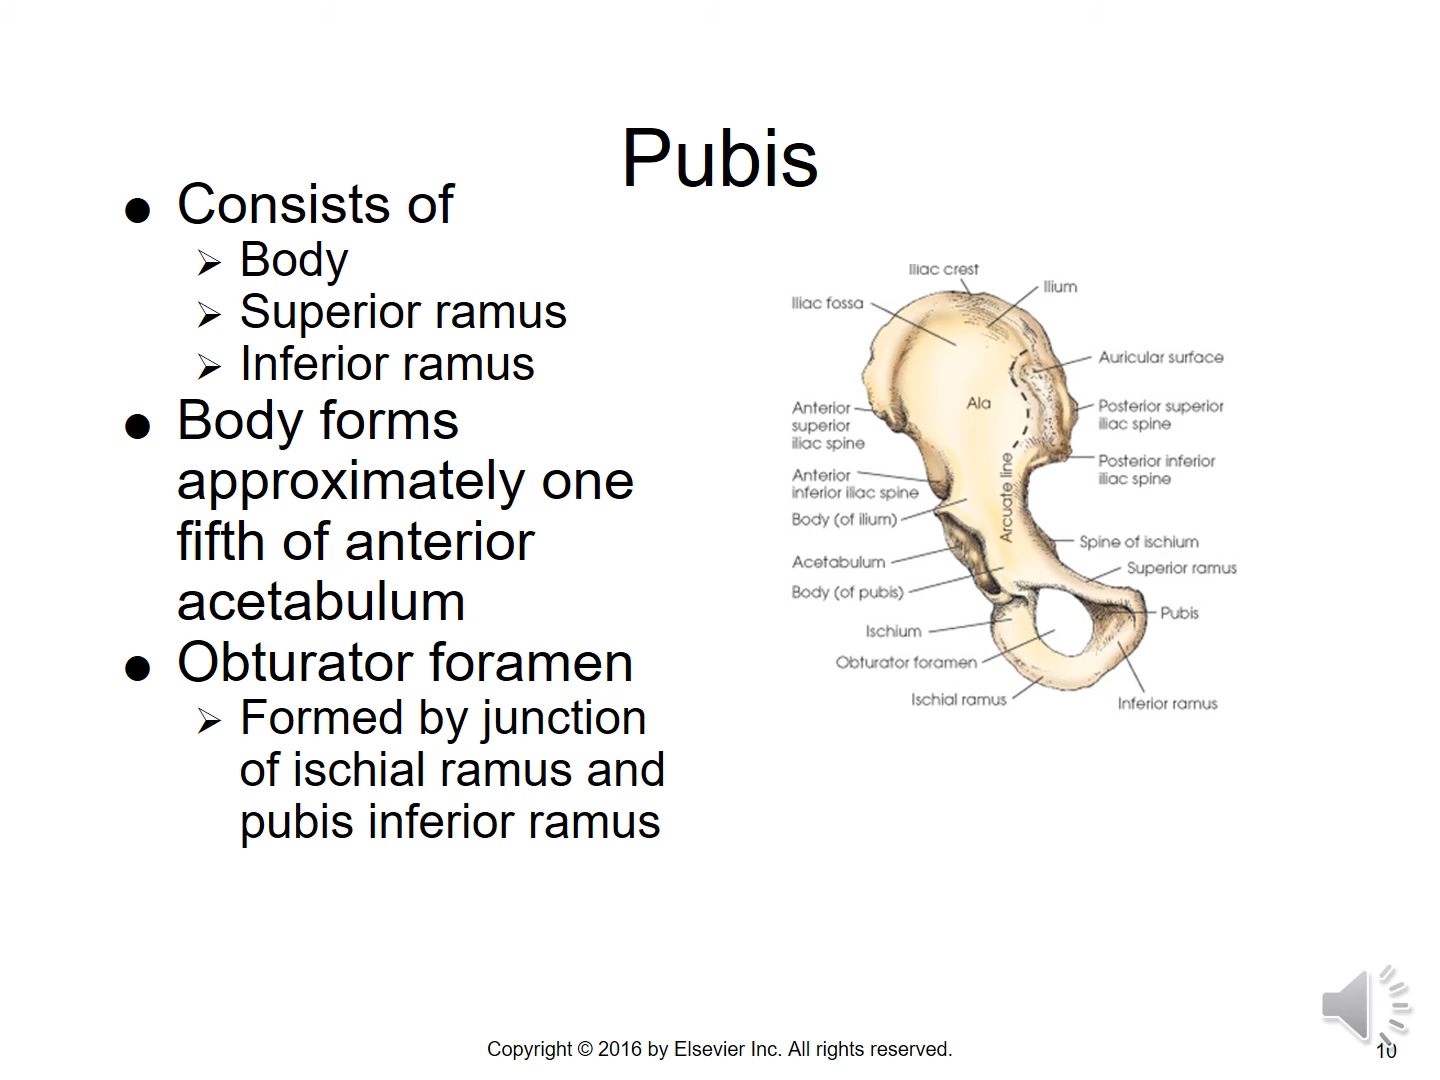 Pubis
● Consists of
➢ Body
➢ Superior ramus
➢ Inferior ramus
● Body forms
approximately one
fifth of anterior
acetabulum
● Obturator foramen
➢ Formed by junction
of ischial ramus and
pubis inferior ramus
Iliac crest
Ilium
Iliac fossa
Auricular surface
Ala
Anterior
superior
iliac spine
Posterior superior
iliac spine
Anterior
inferior iliac spine
Posterior inferior
iliac spine
Arcuate line
Body (of ilium)
Spine of ischium
Acetabulum
Superior ramus
Body (of pubis)
Pubis
Ischium
Obturator foramen
Ischial ramus
Inferior ramus
Copyright © 2016 by Elsevier Inc. All rights reserved.
10